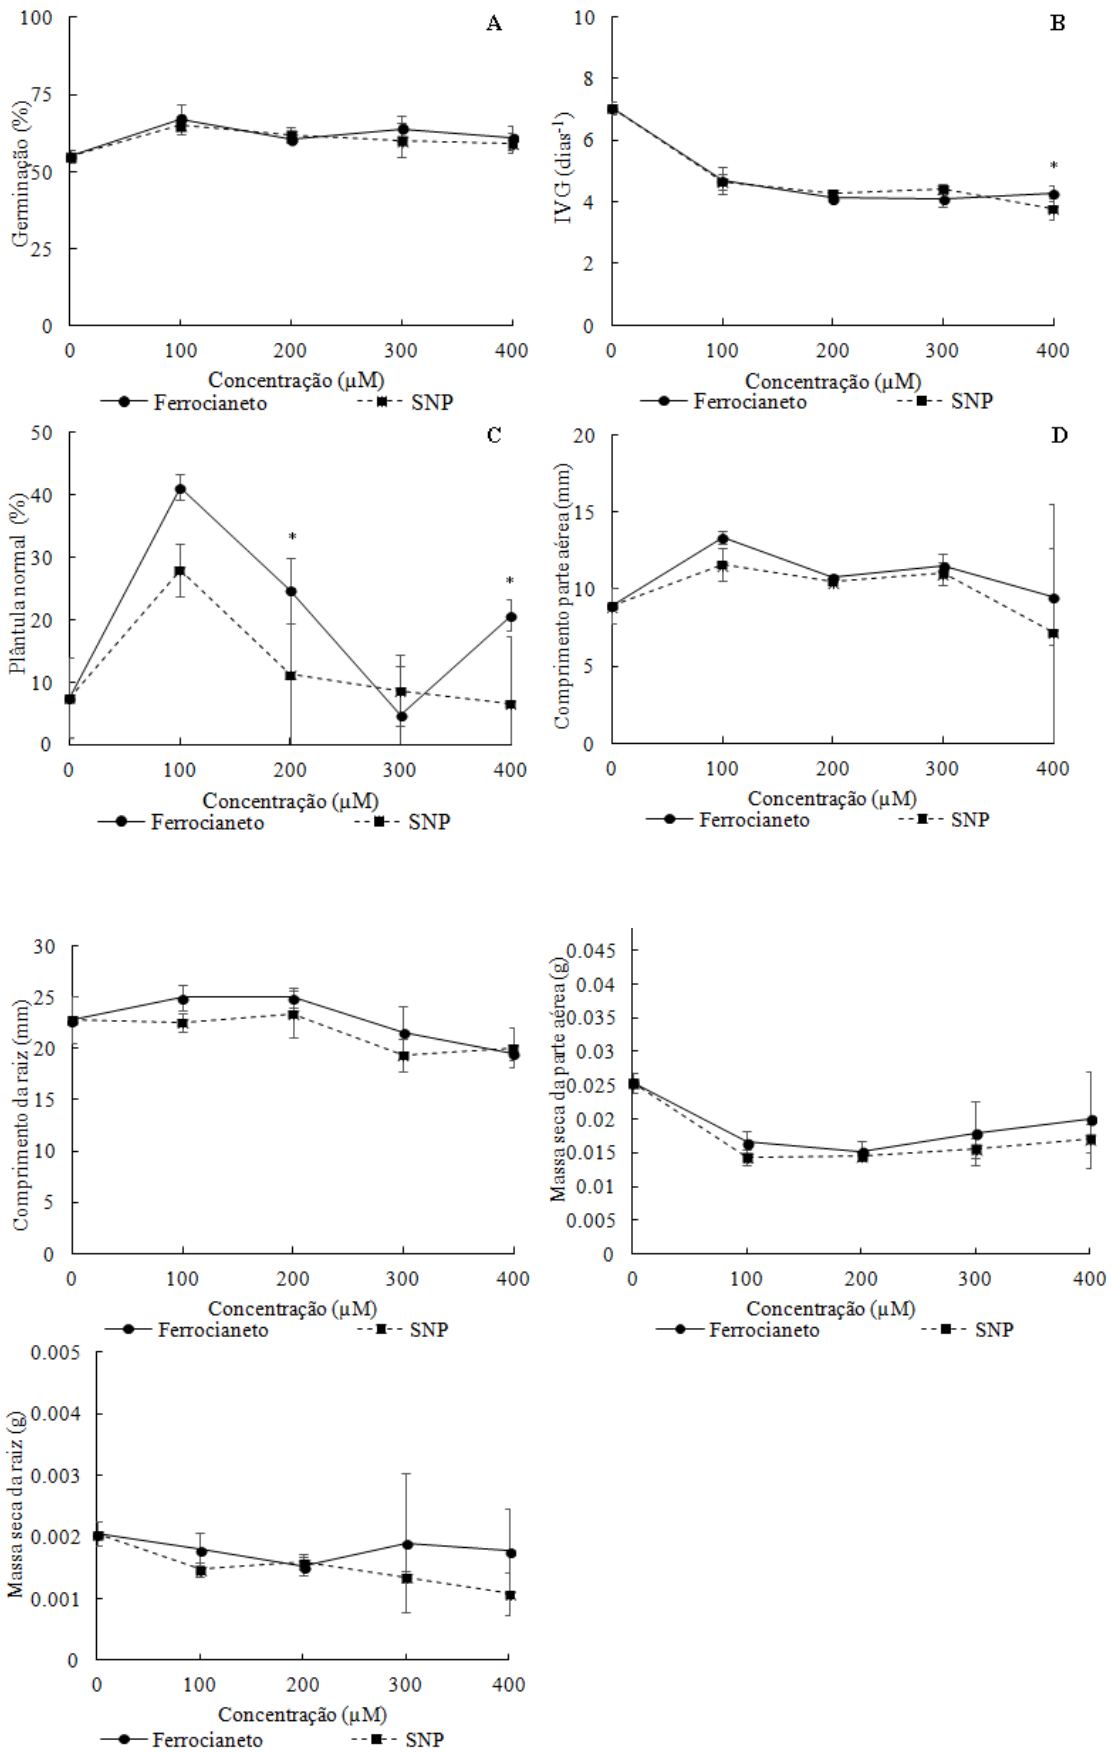 A
100
75
50
25
0
Germinação (%)
0 100 200 300 400
Concentração (µM)
Ferrocianeto SNP
B
10
8
6
4
2
0
IVG (dias-1)
*
0 100 200 300 400
Concentração (µM)
Ferrocianeto SNP
C
50
40
30
20
10
0
Plântula normal (%)
*
*
0 100 200 300 400
Concentração (µM)
Ferrocianeto SNP
D
20
15
10
5
0
Comprimento parte aérea (mm)
0 100 200 300 400
Concentração (µM)
Ferrocianeto SNP
30
25
20
15
10
5
0
Comprimento da raiz (mm)
0 100 200 300 400
Concentração (µM)
Ferrocianeto SNP
0.045
0.04
0.035
0.03
0.025
0.02
0.015
0.01
0.005
0
Massa seca da parte aérea (g)
0 100 200 300 400
Concentração (µM)
Ferrocianeto SNP
0.005
0.004
0.003
0.002
0.001
0
Massa seca da raiz (g)
0 100 200 300 400
Concentração (µM)
Ferrocianeto SNP